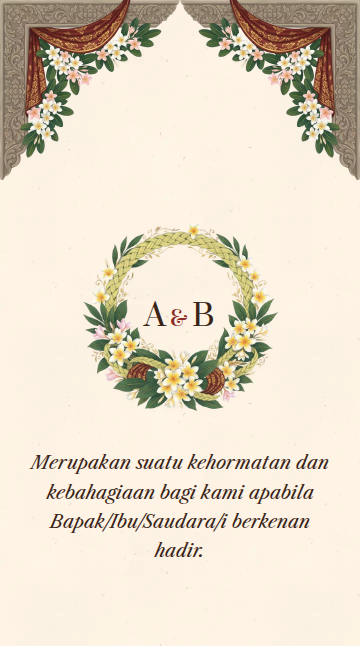 A & B
Merupakan suatu kehormatan dan
kebahagiaan bagi kami apabila
Bapak/Ibu/Saudara/i berkenan
hadir.